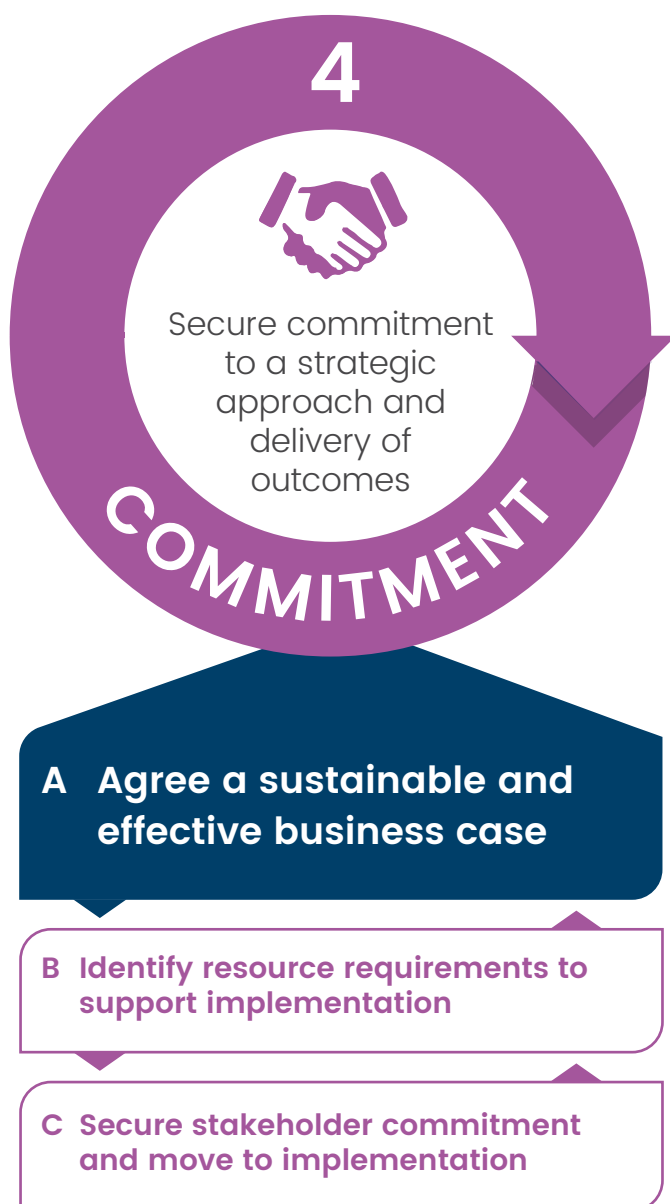 4
Secure commitment
to a strategic
approach and
delivery of
outcomes
COMMITMENT
A Agree a sustainable and
effective business case
B Identify resource requirements to
support implementation
C Secure stakeholder commitment
and move to implementation